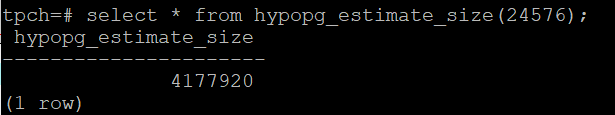 tpch=# select * from hypopg_estimate_size(24576);
hypopg_estimate_size
----------------------
4177920
(1 row)